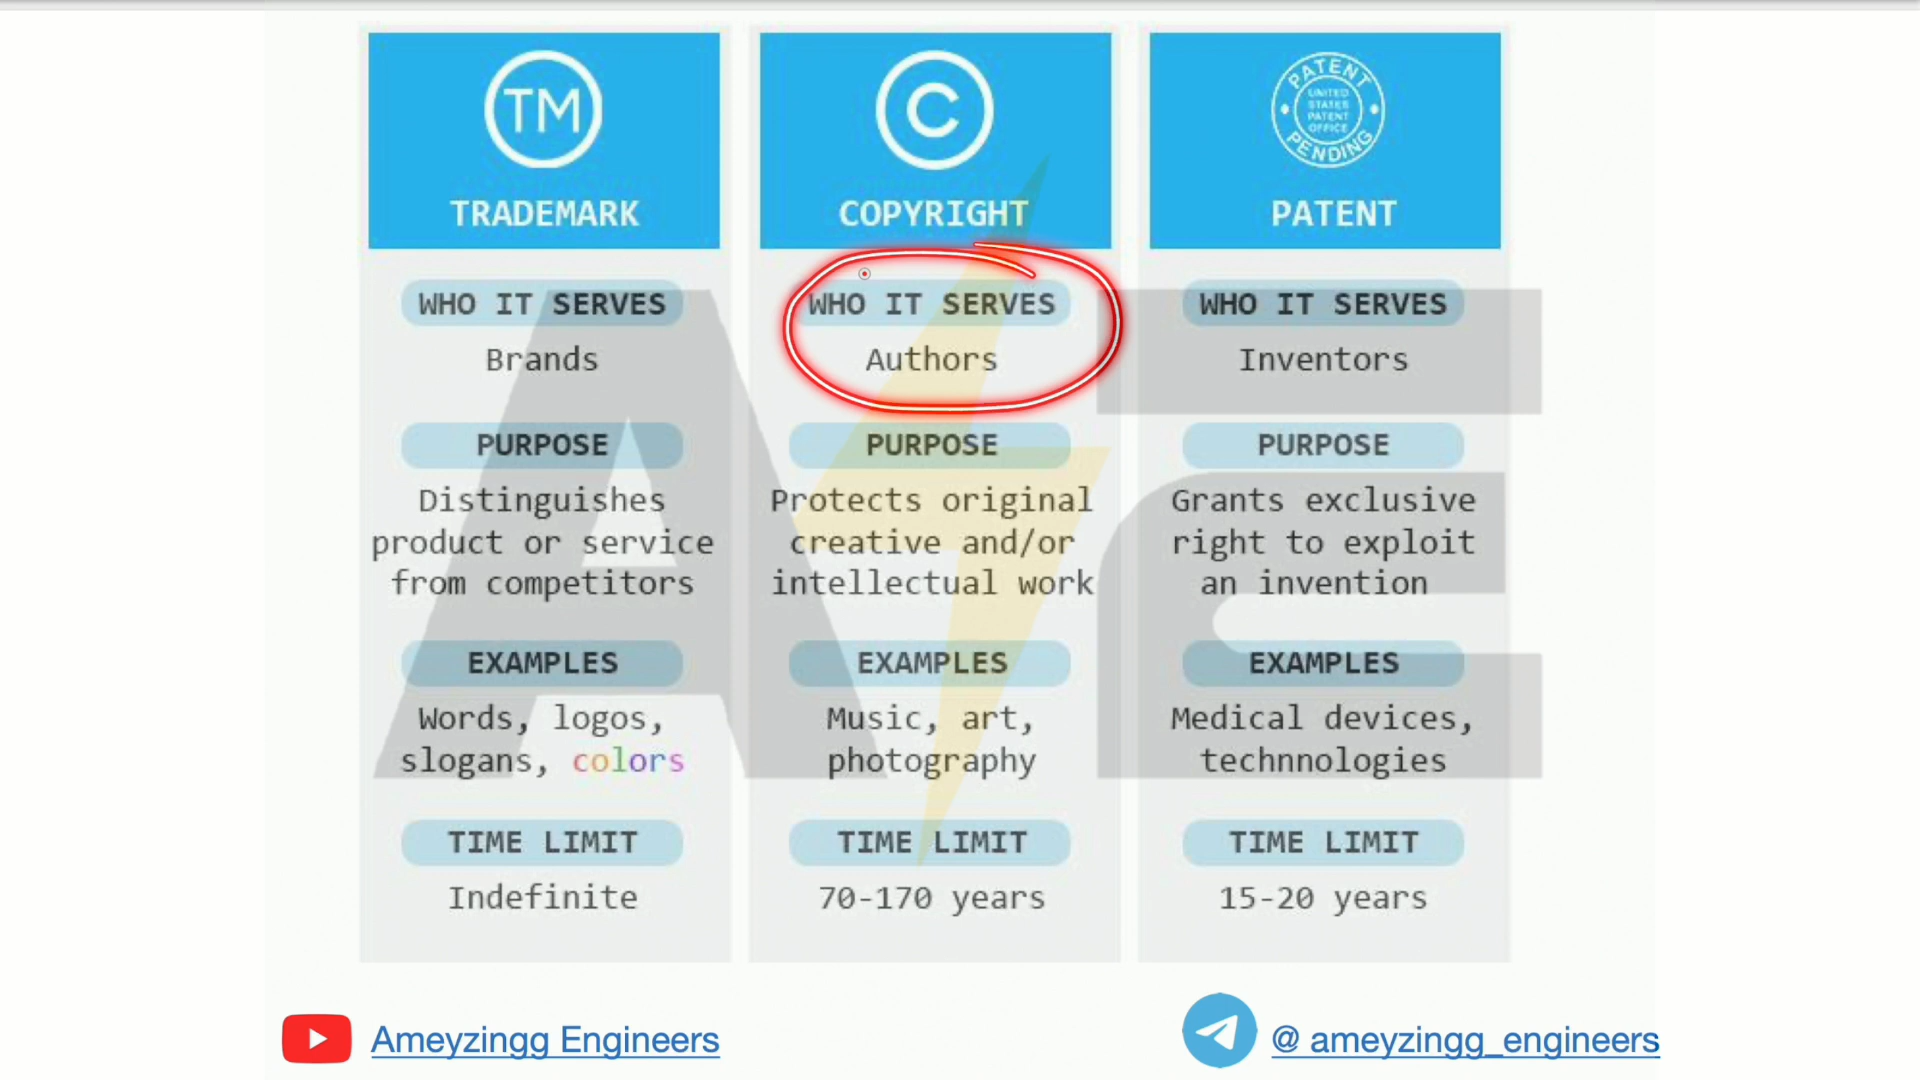 TM
TRADEMARK
WHO IT SERVES
Brands
PURPOSE
Distinguishes
product or service
from competitors
EXAMPLES
Words, logos,
slogans, colors
TIME LIMIT
Indefinite
C
COPYRIGHT
WHO IT SERVES
Authors
PURPOSE
Protects original
creative and/or
intellectual work
EXAMPLES
Music, art,
photography
TIME LIMIT
70-170 years
PATENT
UNITED
STATES
PATENT
OFFICE
PENDING
PATENT
WHO IT SERVES
Inventors
PURPOSE
Grants exclusive
right to exploit
an invention
EXAMPLES
Medical devices,
technnologies
TIME LIMIT
15-20 years
AE
Ameyzingg Engineers
@ ameyzingg_engineers